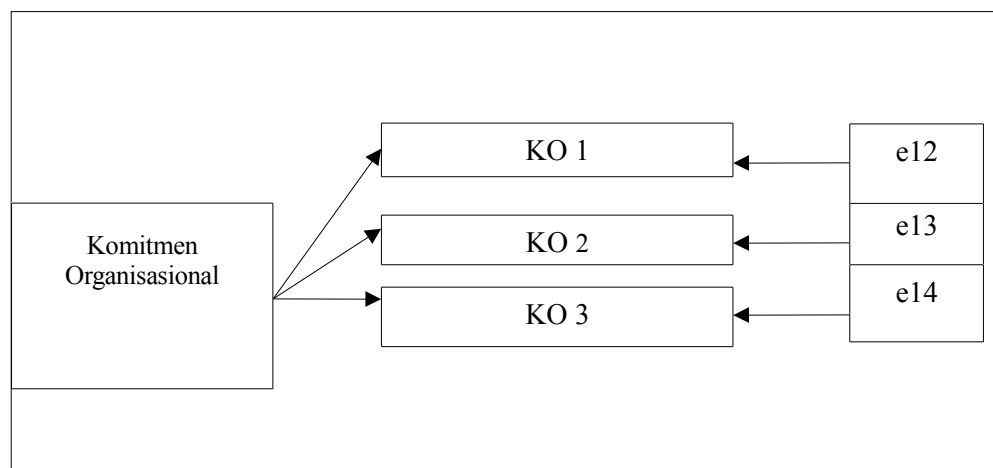 KO 1
e12
Komitmen
Organisasional
KO 2
e13
KO 3
e14